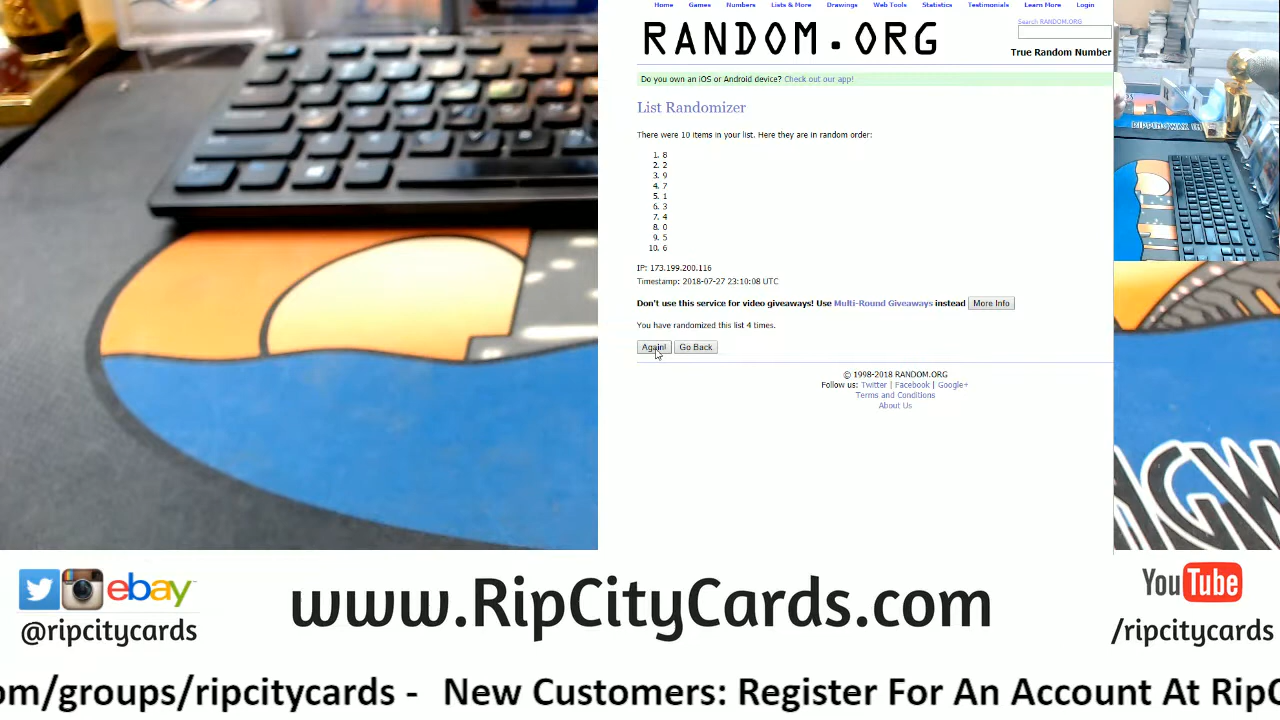 Home Games Numbers Lists & More Drawings Web Tools Statistics Testimonials Learn More Login
RANDOM.ORG
Search RANDOM.ORG
True Random Number
Do you own an iOS or Android device? Check out our app!
List Randomizer
There were 10 items in your list. Here they are in random order:
1. 8
2. 2
3. 9
4. 7
5. 1
6. 3
7. 4
8. 0
9. 5
10. 6
IP: 173.199.200.116
Timestamp: 2018-07-27 23:10:08 UTC
Don't use this service for video giveaways! Use Multi-Round Giveaways instead More Info
You have randomized this list 4 times.
Again! Go Back
© 1998-2018 RANDOM.ORG
Follow us: Twitter | Facebook | Google+
Terms and Conditions
About Us
ebay
@ripcitycards
www.RipCityCards.com
YouTube
/ripcitycards
om/groups/ripcitycards - New Customers: Register For An Account At RipC